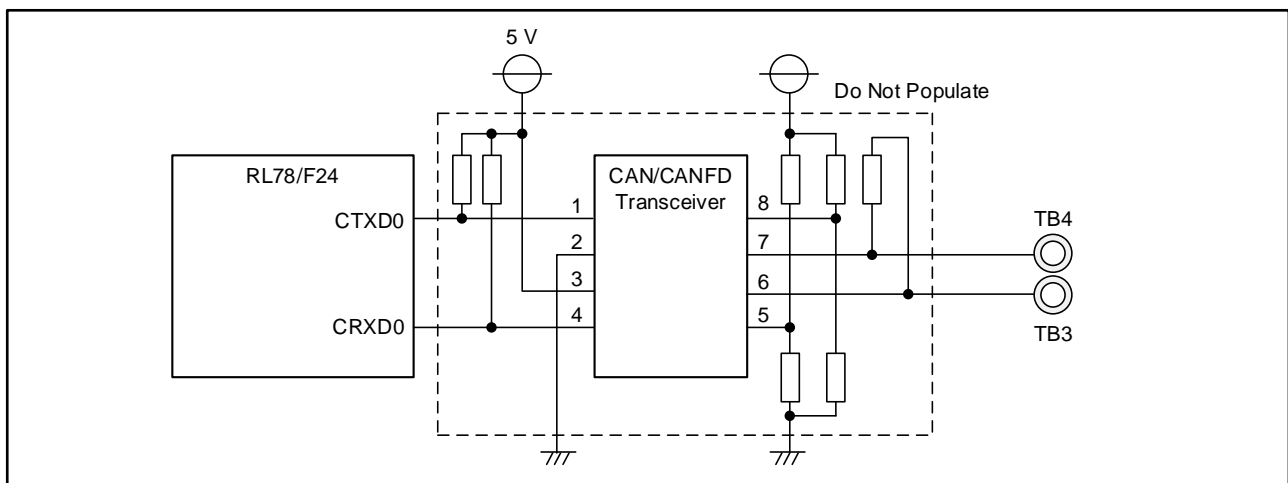 5 V
Do Not Populate
RL78/F24
CTXD0
CRXD0
CAN/CANFD
Transceiver
1
2
3
4
8
7
6
5
TB4
TB3